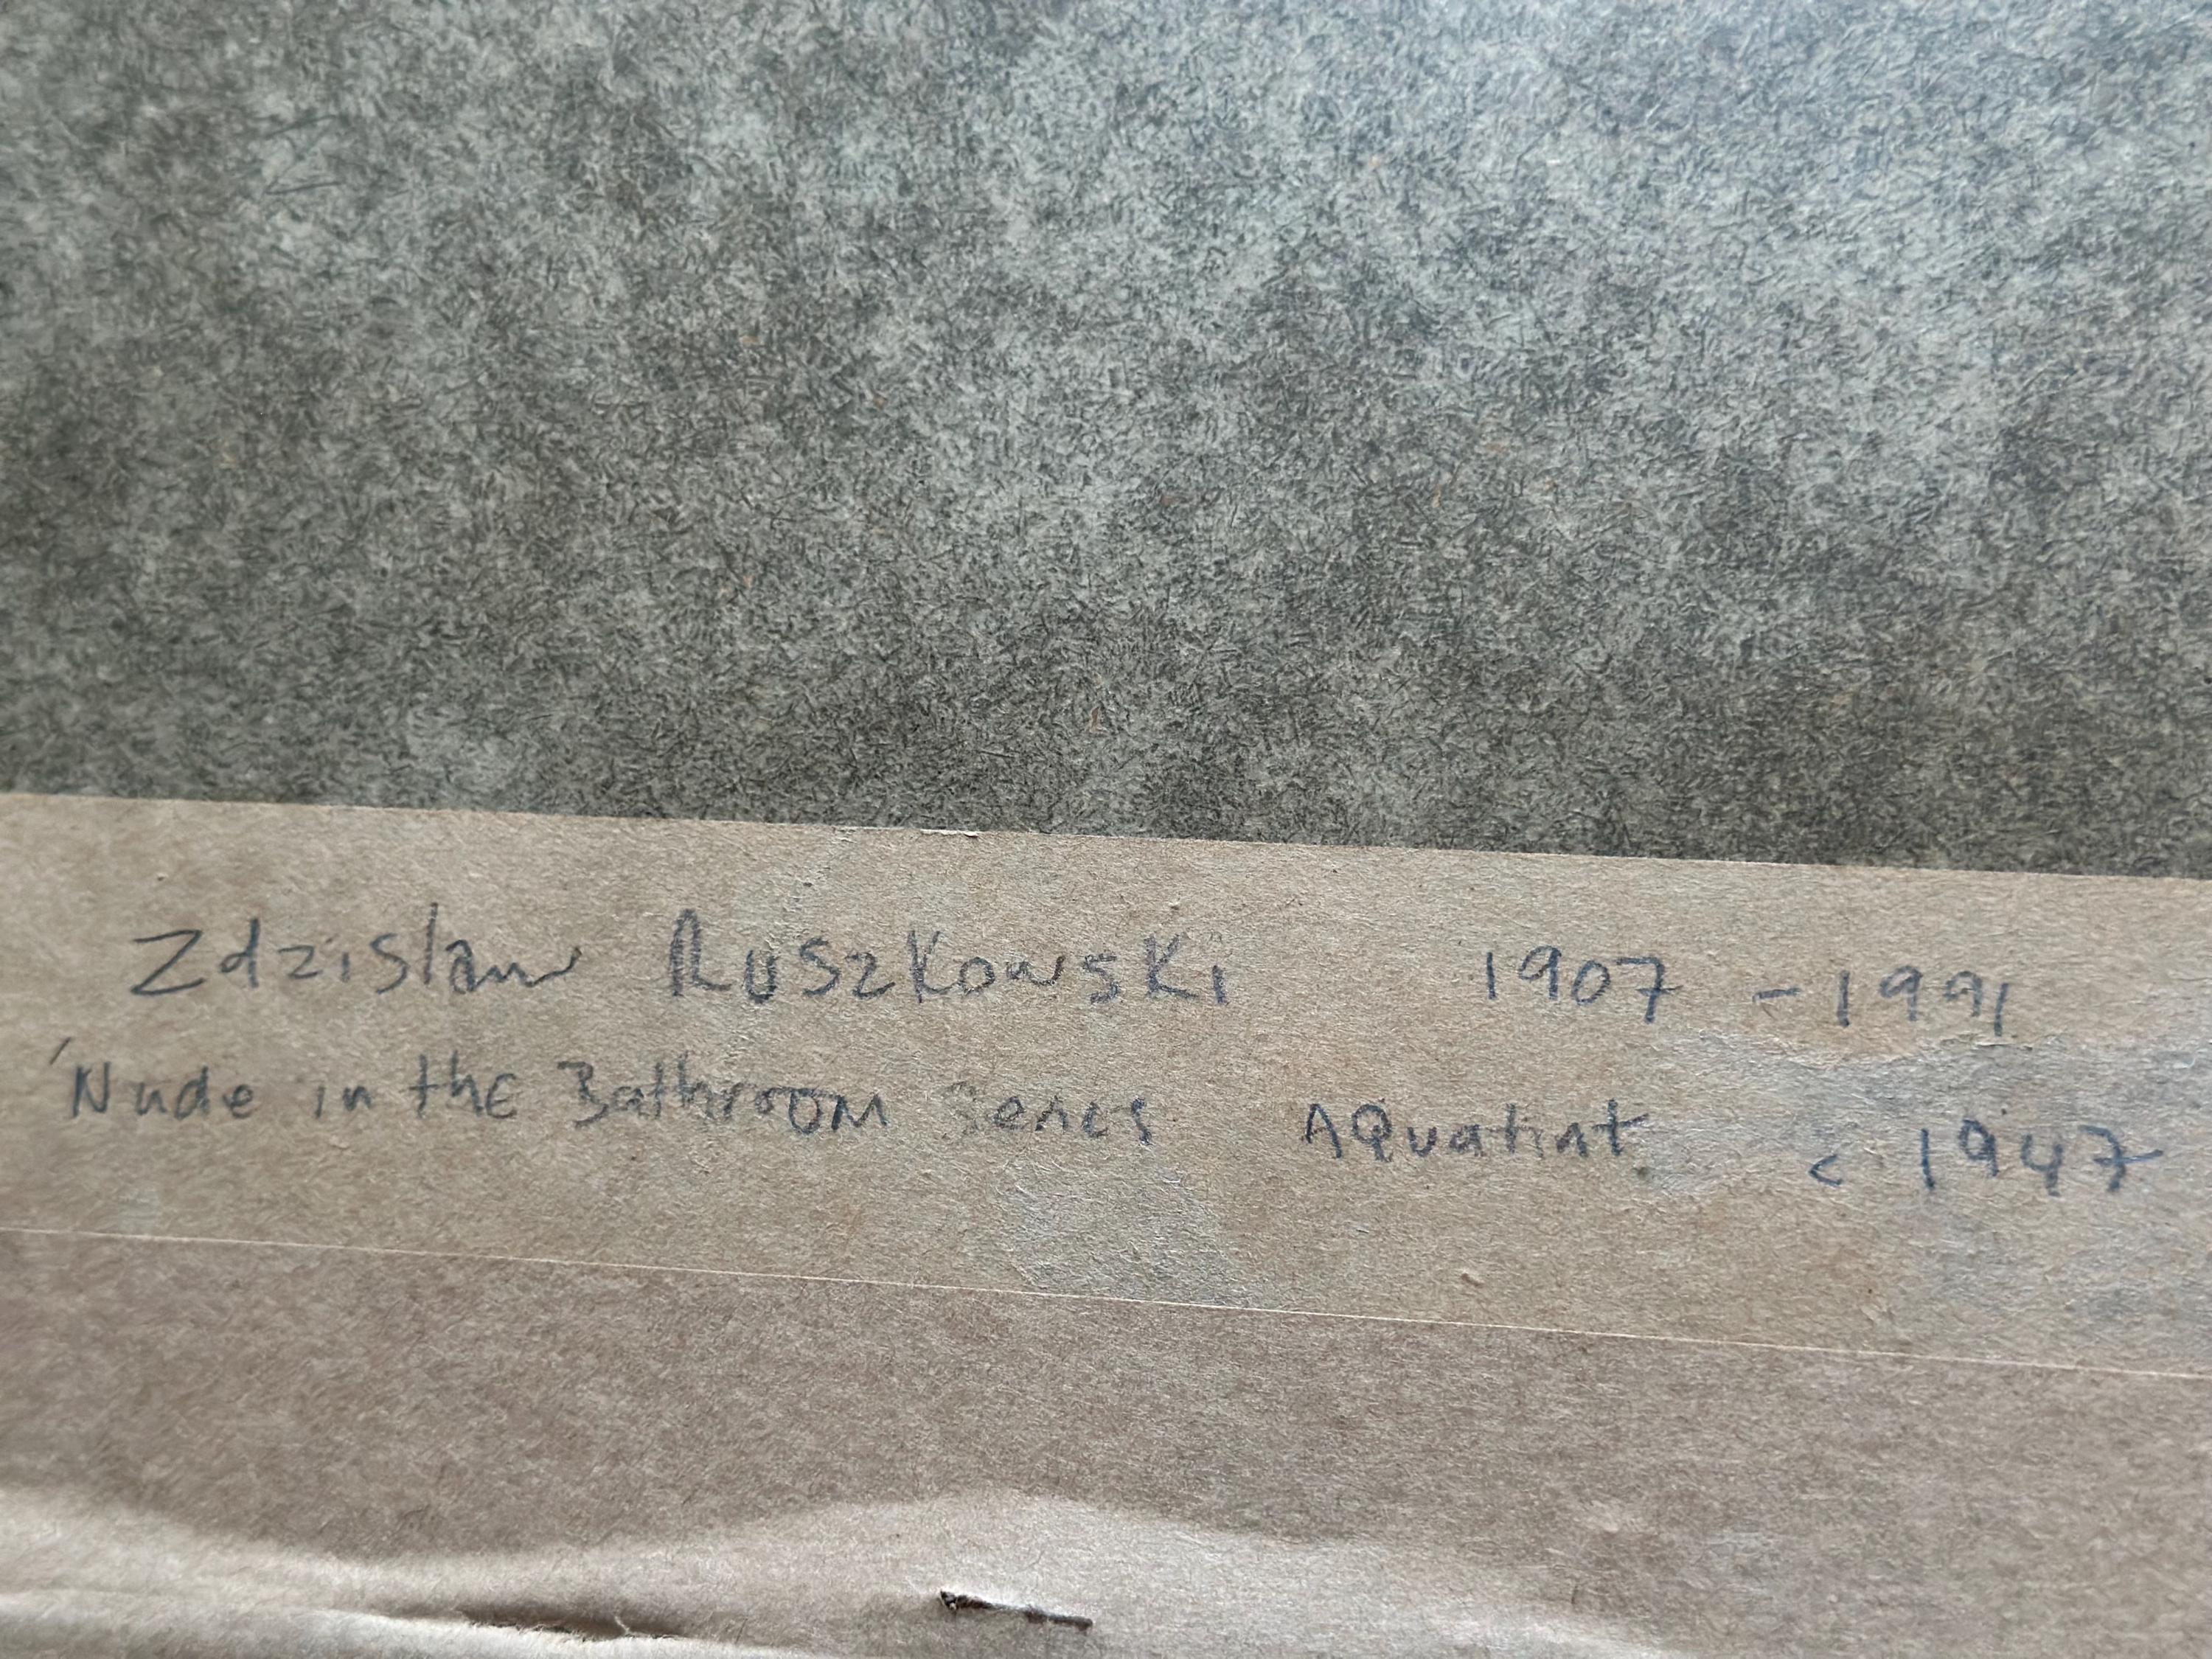 Zdzislaw Ruszkowski 1907 - 1991
'Nude in the Bathroom Series Aquatint c 1947